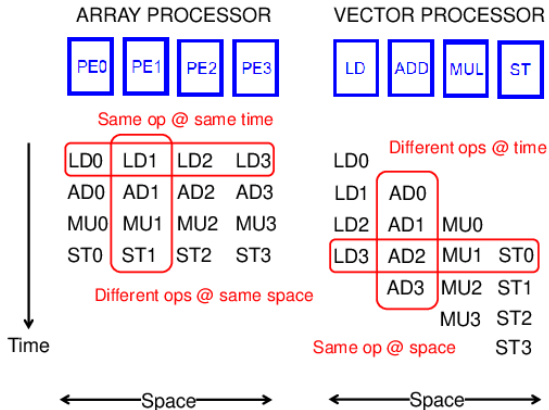 ARRAY PROCESSOR
PE0 PE1 PE2 PE3
Same op @ same time
LD0 LD1 LD2 LD3
AD0 AD1 AD2 AD3
MU0 MU1 MU2 MU3
ST0 ST1 ST2 ST3
Different ops @ same space
Time
Space
VECTOR PROCESSOR
LD ADD MUL ST
Different ops @ time
LD0
LD1 AD0
LD2 AD1 MU0
LD3 AD2 MU1 ST0
AD3 MU2 ST1
MU3 ST2
Same op @ space
ST3
Space